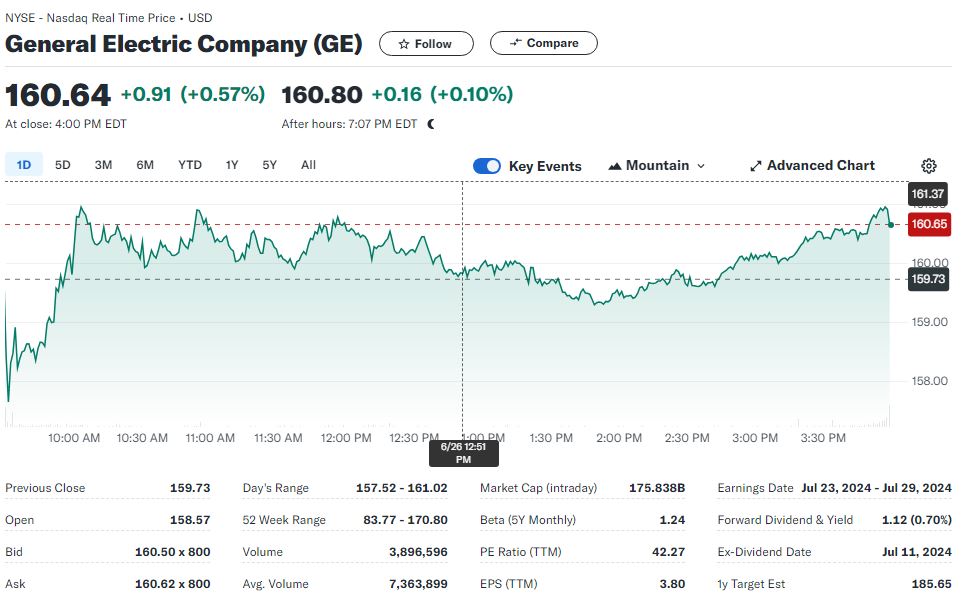 NYSE - Nasdaq Real Time Price • USD
General Electric Company (GE)
Follow
Compare
160.64 +0.91 (+0.57%) 160.80 +0.16 (+0.10%)
At close: 4:00 PM EDT After hours: 7:07 PM EDT
1D 5D 3M 6M YTD 1Y 5Y All Key Events Mountain Advanced Chart
161.37
160.65
160.00
159.73
159.00
158.00
10:00 AM 10:30 AM 11:00 AM 11:30 AM 12:00 PM 12:30 PM 1:00 PM 1:30 PM 2:00 PM 2:30 PM 3:00 PM 3:30 PM
6/26 12:51
PM
Previous Close 159.73 Day's Range 157.52 - 161.02 Market Cap (intraday) 175.838B Earnings Date Jul 23, 2024 - Jul 29, 2024
Open 158.57 52 Week Range 83.77 - 170.80 Beta (5Y Monthly) 1.24 Forward Dividend & Yield 1.12 (0.70%)
Bid 160.50 x 800 Volume 3,896,596 PE Ratio (TTM) 42.27 Ex-Dividend Date Jul 11, 2024
Ask 160.62 x 800 Avg. Volume 7,363,899 EPS (TTM) 3.80 1y Target Est 185.65